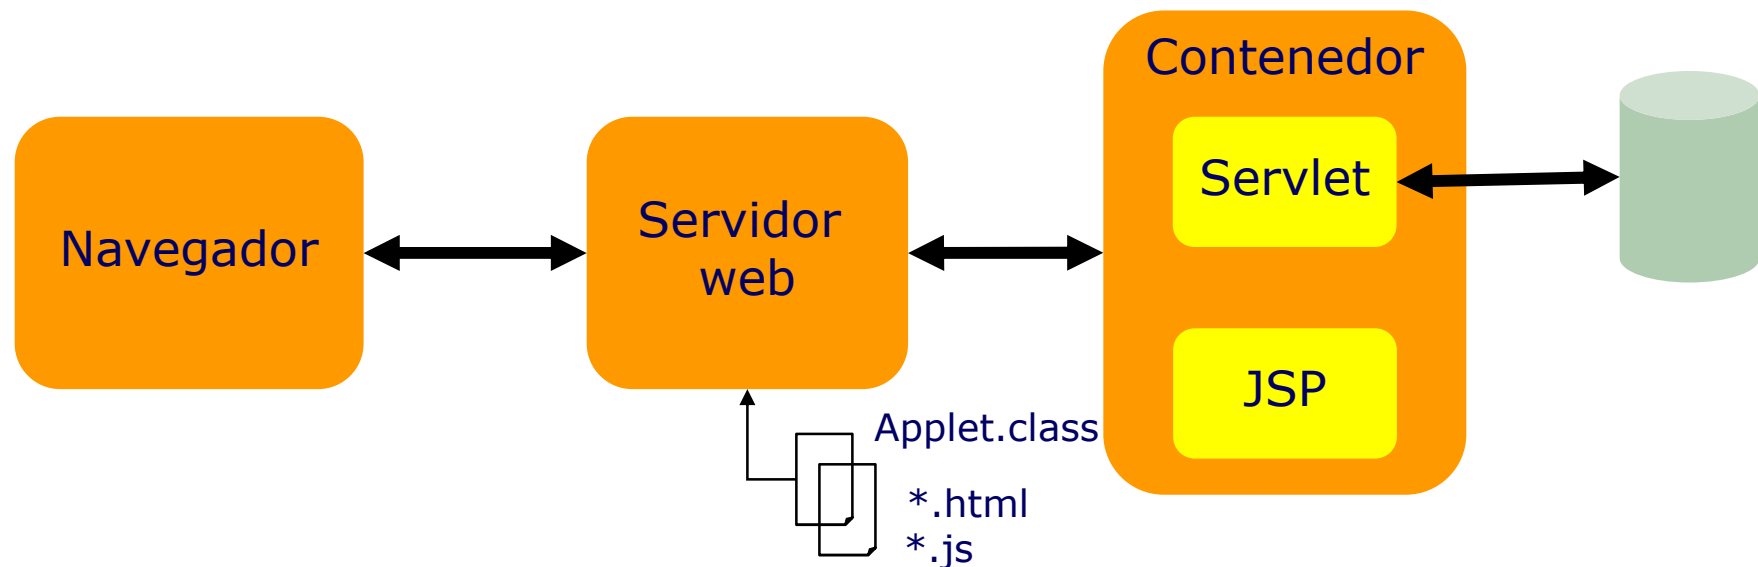 Navegador
Servidor
web
Contenedor
Servlet
JSP
Applet.class
*.html
*.js